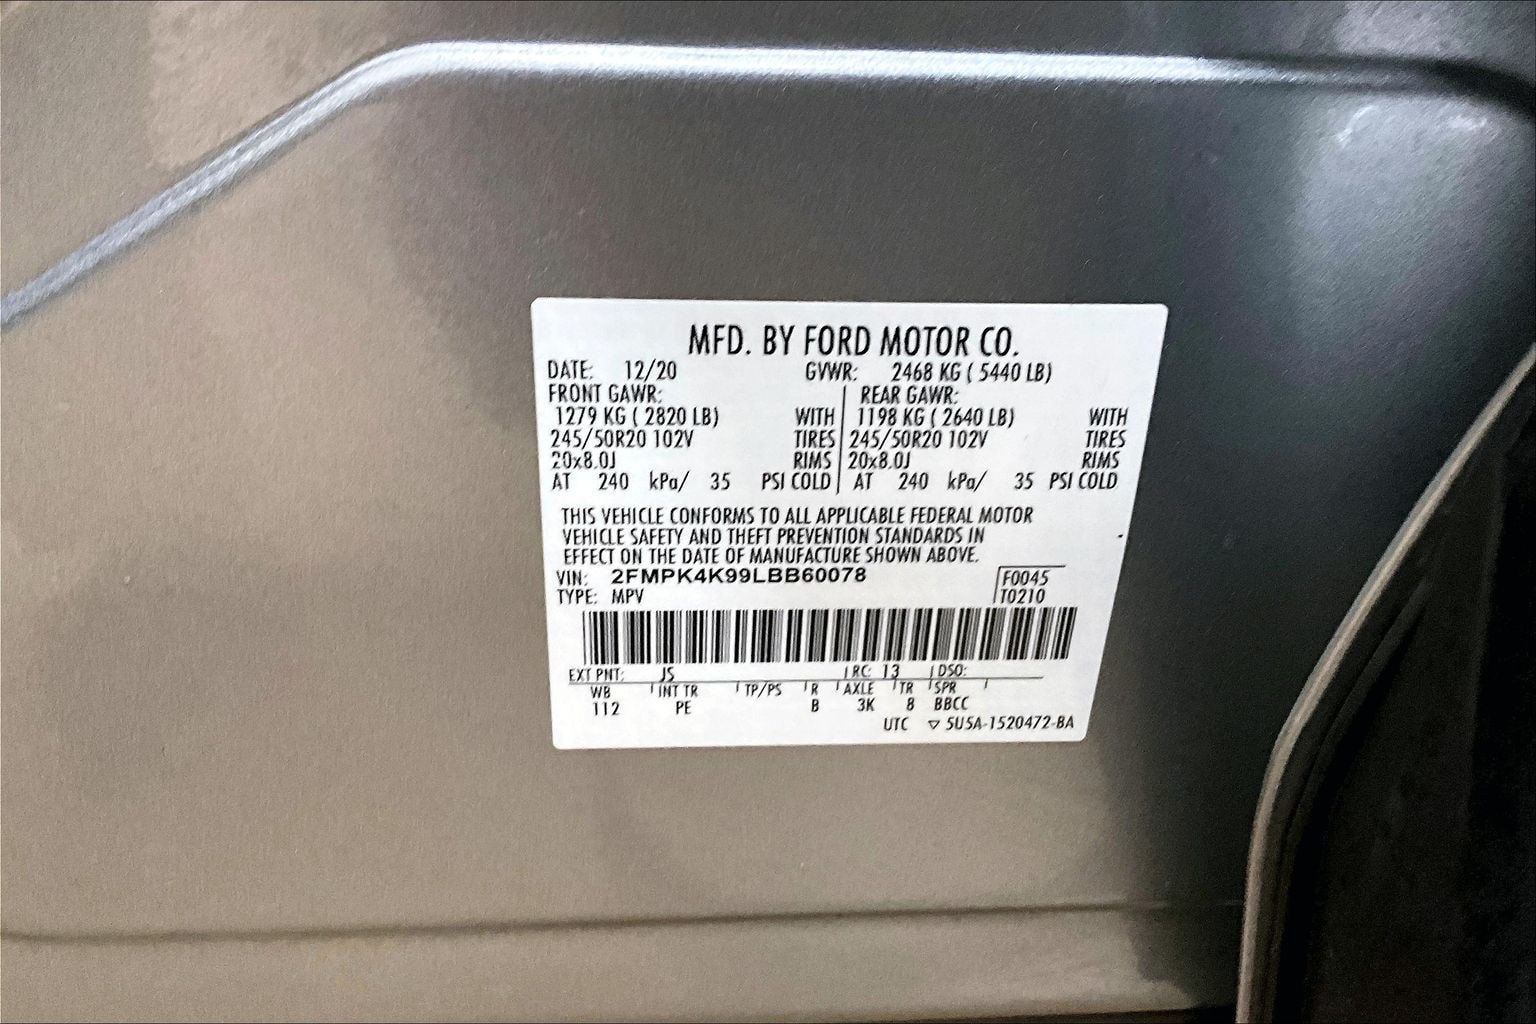 MFD. BY FORD MOTOR CO.
DATE: 12/20 GVWR: 2468 KG ( 5440 LB)
FRONT GAWR: REAR GAWR:
1279 KG ( 2820 LB) WITH 1198 KG ( 2640 LB) WITH
245/50R20 102V TIRES 245/50R20 102V TIRES
20x8.0J RIMS 20x8.0J RIMS
AT 240 kPa/ 35 PSI COLD AT 240 kPa/ 35 PSI COLD
THIS VEHICLE CONFORMS TO ALL APPLICABLE FEDERAL MOTOR
VEHICLE SAFETY AND THEFT PREVENTION STANDARDS IN
EFFECT ON THE DATE OF MANUFACTURE SHOWN ABOVE.
VIN: 2FMPK4K99LBB60078 F0045
TYPE: MPV T0210
EXT PNT: JS RC: 13 DSO:
WB INT TR TP/PS R AXLE TR SPR
112 PE B 3K 8 BBCC
UTC ▽ 5U5A-1520472-BA